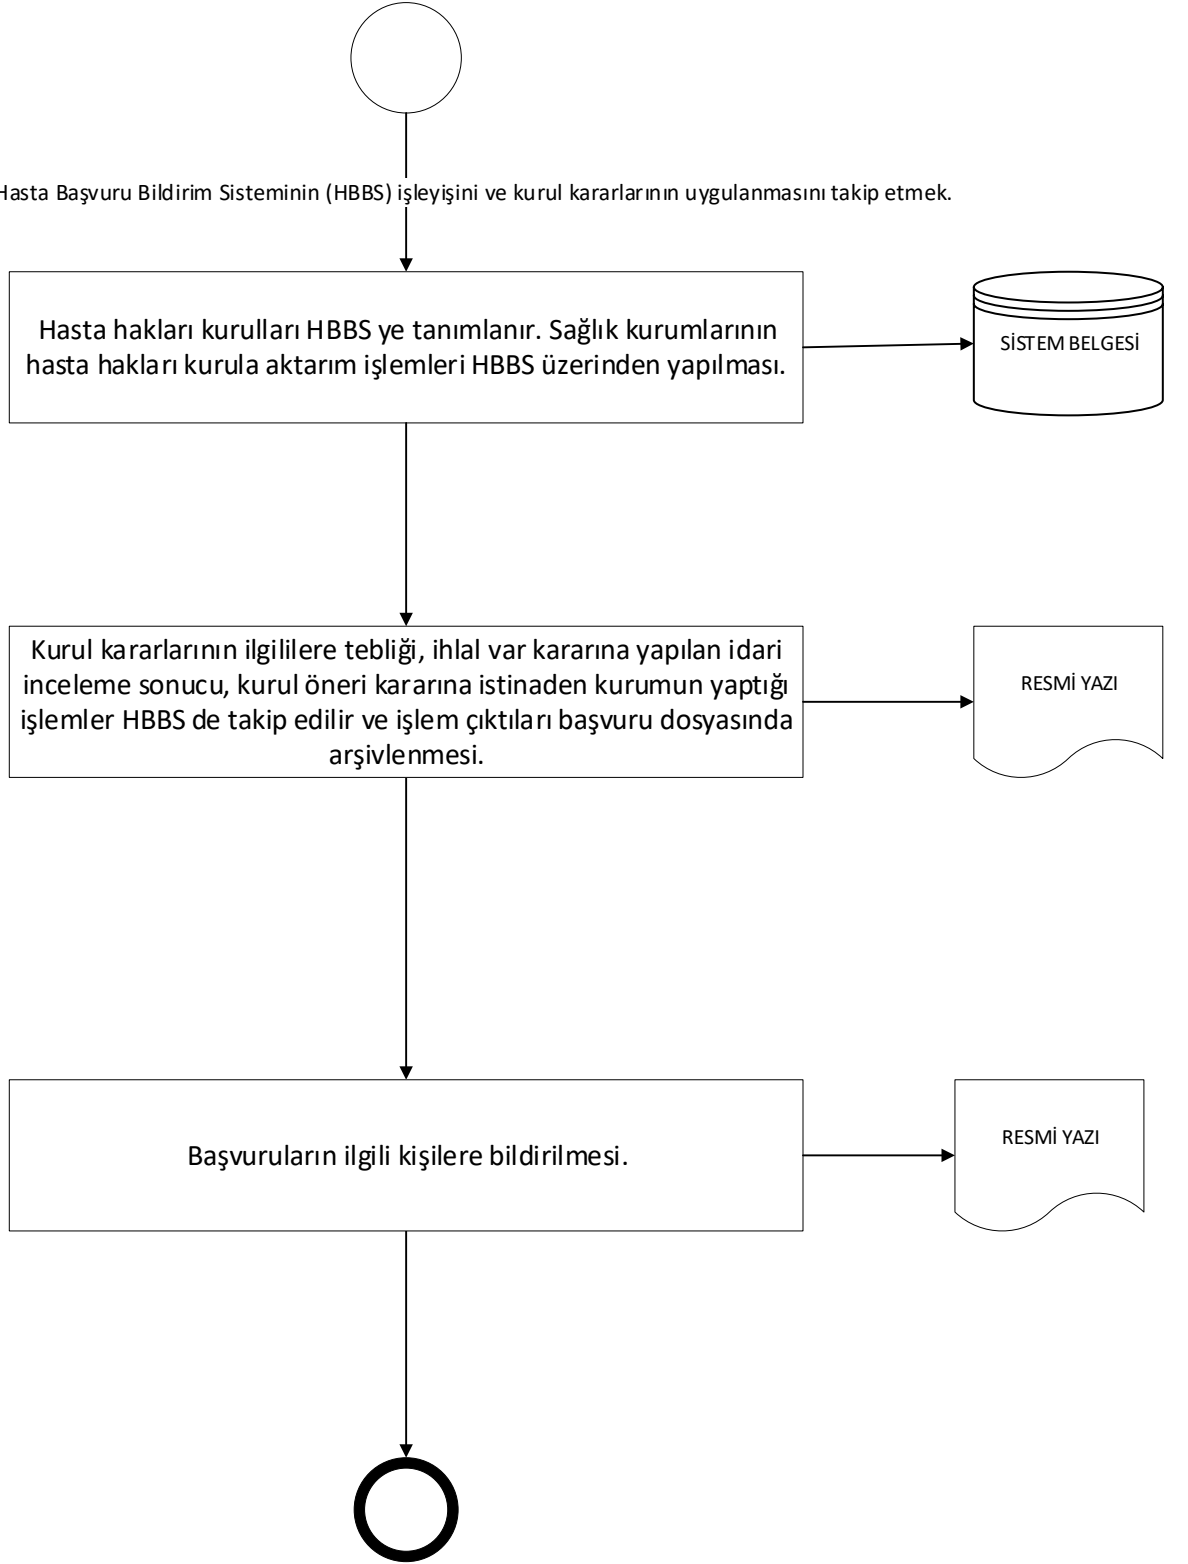 Hasta Başvuru Bildirim Sisteminin (HBBS) işleyişini ve kurul kararlarının uygulanmasını takip etmek.
Hasta hakları kurulları HBBS ye tanımlanır. Sağlık kurumlarının
hasta hakları kurula aktarım işlemleri HBBS üzerinden yapılması.
SİSTEM BELGESİ
Kurul kararlarının ilgililere tebliği, ihlal var kararına yapılan idari
inceleme sonucu, kurul öneri kararına istinaden kurumun yaptığı
işlemler HBBS de takip edilir ve işlem çıktıları başvuru dosyasında
arşivlenmesi.
RESMİ YAZI
Başvuruların ilgili kişilere bildirilmesi.
RESMİ YAZI